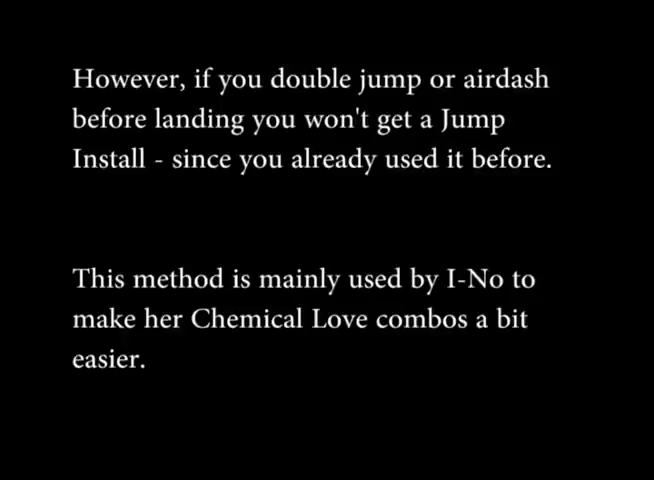 However, if you double jump or airdash
before landing you won't get a Jump
Install - since you already used it before.
This method is mainly used by I-No to
make her Chemical Love combos a bit
easier.